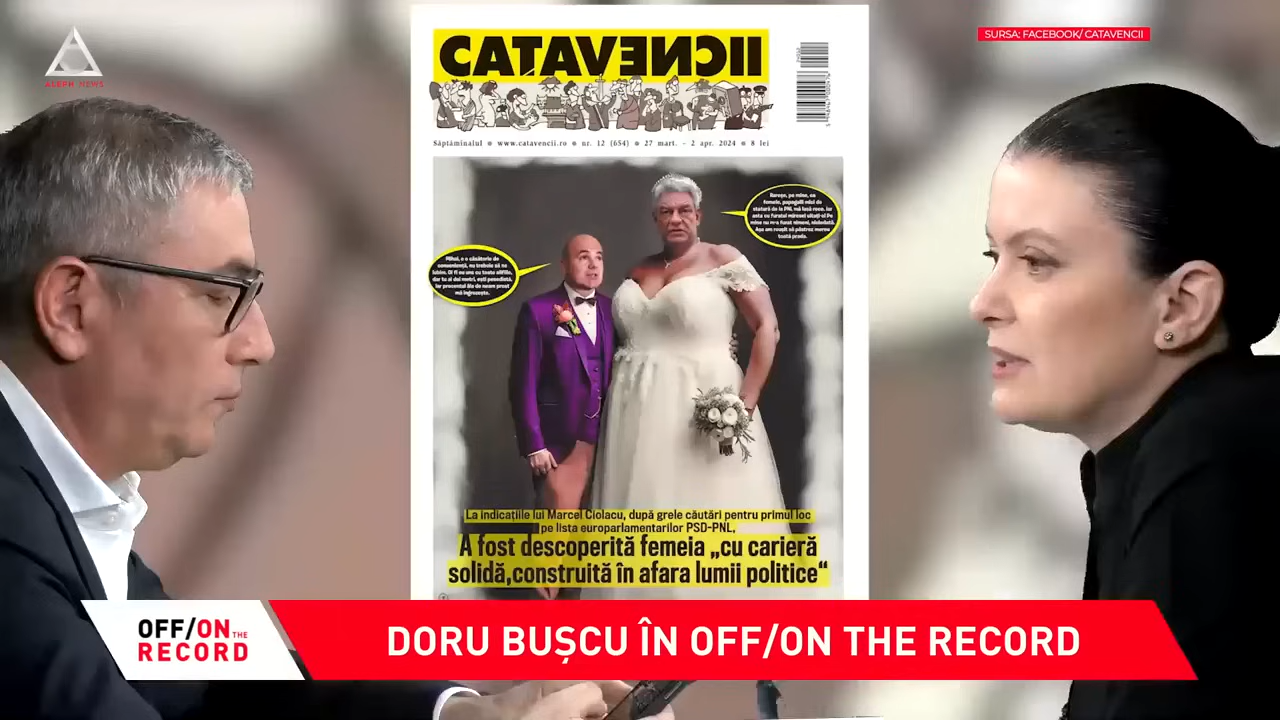 ALEPH NEWS
SURSA: FACEBOOK/ CATAVENCII
CATAVENCII
Săptămînalul • www.catavencii.ro • nr. 12 (654) • 27 mart. - 2 apr. 2024 • 8 lei
La indicațiile lui Marcel Ciolacu, după grele căutări pentru primul loc
pe lista europarlamentarilor PSD-PNL,
A fost descoperită femeia „cu carieră
solidă,construită în afara lumii politice“
OFF/ON THE
RECORD
DORU BUȘCU ÎN OFF/ON THE RECORD